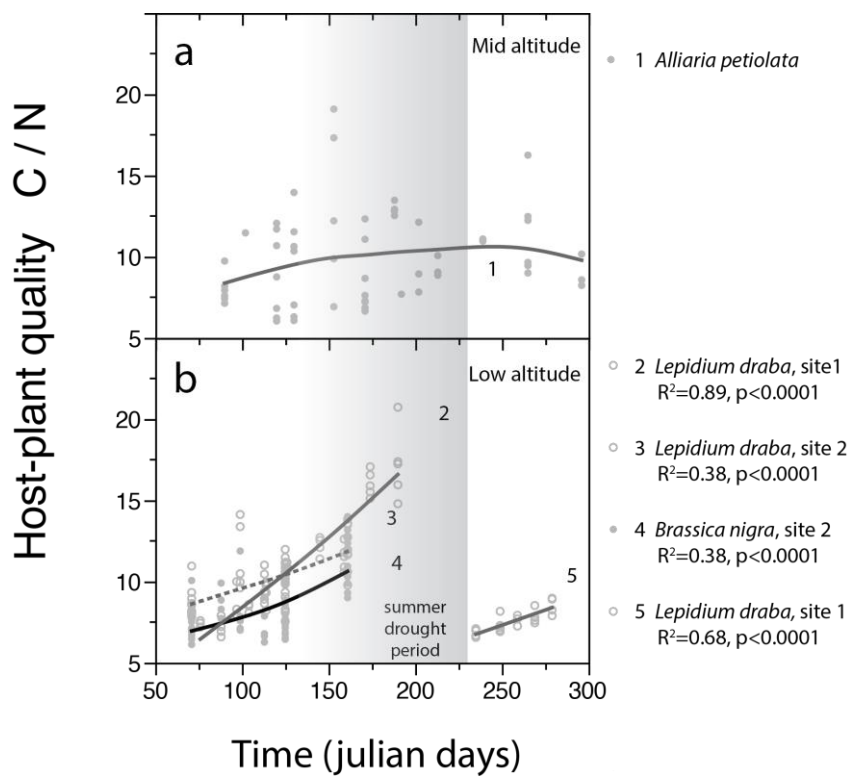 Host-plant quality C / N
a
Mid altitude
20
15
10
5
1
1 Alliaria petiolata
b
Low altitude
20
15
10
5
2
3
4
5
summer
drought
period
50 100 150 200 250 300
Time (julian days)
2 Lepidium draba, site1
R²=0.89, p<0.0001
3 Lepidium draba, site 2
R²=0.38, p<0.0001
4 Brassica nigra, site 2
R²=0.38, p<0.0001
5 Lepidium draba, site 1
R²=0.68, p<0.0001